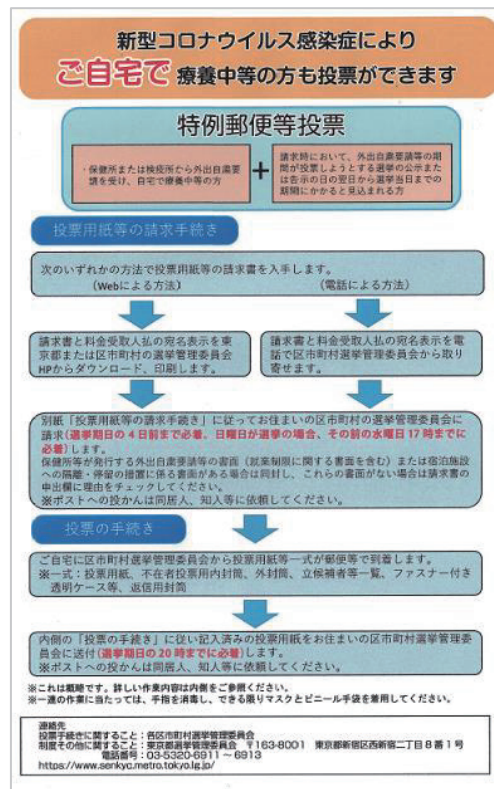 新型コロナウイルス感染症により
ご自宅で 療養中等の方も投票ができます
特例郵便等投票
・保健所または検疫所から外出自粛要
請を受け、自宅で療養中等の方
+
請求時において、外出自粛要請等の期
間が投票しようとする選挙の公示また
は告示の日の翌日から選挙当日までの
期間にかかると見込まれる方
投票用紙等の請求手続き
次のいずれかの方法で投票用紙等の請求書を入手します。
(Webによる方法) (電話による方法)
請求書と料金受取人払の宛名表示を東
京都または区市町村の選挙管理委員会
HPからダウンロード、印刷します。
請求書と料金受取人払の宛名表示を電
話で区市町村選挙管理委員会から取り
寄せます。
別紙「投票用紙等の請求手続き」に従ってお住まいの区市町村の選挙管理委員会に
請求(選挙期日の4日前まで必着、日曜日が選挙の場合、その前の水曜日17時までに
必着)します。
保健所等が発行する外出自粛要請等の書面(就業制限に関する書面を含む)または宿泊施設
への隔離・停留の措置に係る書面がある場合は同封し、これらの書面がない場合は請求書の
申出欄に理由をチェックしてください。
※ポストへの投かんは同居人、知人等に依頼してください。
投票の手続き
ご自宅に区市町村選挙管理委員会から投票用紙等一式が郵便等で到着します。
※一式：投票用紙、不在者投票用内封筒、外封筒、立候補者等一覧、ファスナー付き
透明ケース等、返信用封筒
内側の「投票の手続き」に従い記入済みの投票用紙をお住まいの区市町村選挙管理委員
会に送付(選挙期日の20時までに必着)します。
※ポストへの投かんは同居人、知人等に依頼してください。
※これは概略です。詳しい作業内容は内側をご参照ください。
※一連の作業に当たっては、手指を消毒し、できる限りマスクとビニール手袋を着用してください。
連絡先
投票手続きに関すること：各区市町村選挙管理委員会
制度その他に関すること：東京都選挙管理委員会 〒163-8001 東京都新宿区西新宿二丁目8番1号
電話番号：03-5320-6911～6913
https://www.senkyo.metro.tokyo.lg.jp/